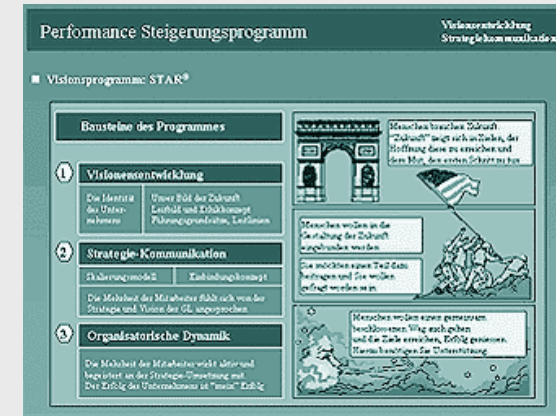 Performance Steigerungsprogramm
Visionsentwicklung
Strategiekommunikation
Visionsprogramm: STAR®
Bausteine des Programmes
1
Visionensentwicklung
Die Identität
des Unter-
nehmens
Unser Bild der Zukunft
Leitbild und Ethikkonzept
Führungsgrundsätze, Leitlinien
2
Strategie-Kommunikation
Skalierungsmodell
Einbindungskonzept
Die Mehrheit der Mitarbeiter fühlt sich von der
Strategie und Vision der GL angesprochen
3
Organisatorische Dynamik
Die Mehrheit der Mitarbeiter wirkt aktiv und
begeistert an der Strategie-Umsetzung mit.
Der Erfolg des Unternehmens ist "mein" Erfolg
Menschen brauchen Zukunft.
"Zukunft" zeigt sich in Zielen, der
Hoffnung diese zu erreichen und
dem Mut, den ersten Schritt zu tun
Menschen wollen in die
Gestaltung der Zukunft
eingebunden werden
Sie möchten einen Teil dazu
beitragen und Sie wollen
gefragt worden sein
Menschen wollen einen gemeinsam
beschlossenen Weg auch gehen
und die Ziele erreichen, Erfolg geniessen.
Hierzu benötigen Sie Unterstützung